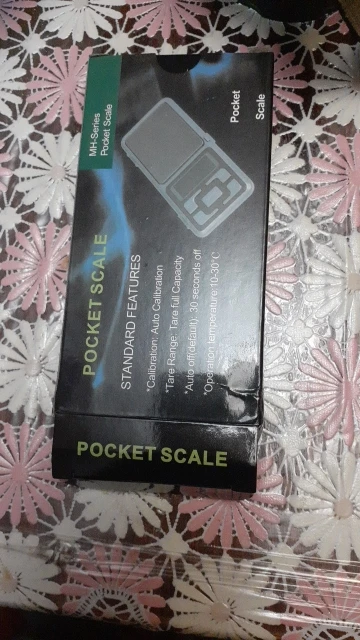 MH-Series
Pocket Scale
Pocket
Scale
POCKET SCALE
STANDARD FEATURES
*Calibration: Auto Calibration
*Tare Range: Tare full Capacity
*Auto off(default): 30 seconds off
*Operation temperature:10-30°C
POCKET SCALE